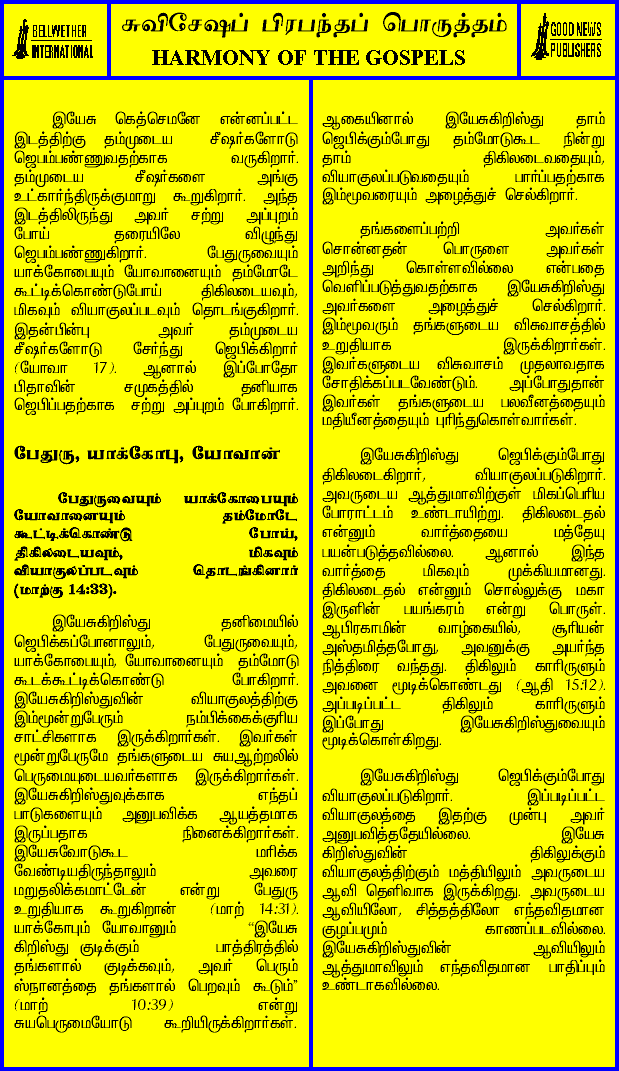 BELLWETHER
INTERNATIONAL
சுவிசேஷப் பிரபந்தப் பொருத்தம்
HARMONY OF THE GOSPELS
GOOD NEWS
PUBLISHERS
இயேசு கெத்செமனே என்னப்பட்ட
இடத்திற்கு தம்முடைய சீஷர்களோடு
ஜெபம்பண்ணுவதற்காக வருகிறார்.
தம்முடைய சீஷர்களை அங்கு
உட்கார்ந்திருக்குமாறு கூறுகிறார். அந்த
இடத்திலிருந்து அவர் சற்று அப்புறம்
போய் தரையிலே விழுந்து
ஜெபம்பண்ணுகிறார். பேதுருவையும்
யாக்கோபையும் யோவானையும் தம்மோடே
கூட்டிக்கொண்டுபோய் திகிலடையவும்,
மிகவும் வியாகுலப்படவும் தொடங்குகிறார்.
இதன்பின்பு அவர் தம்முடைய
சீஷர்களோடு சேர்ந்து ஜெபிக்கிறார்
(யோவா 17). ஆனால் இப்போதோ
பிதாவின் சமுகத்தில் தனியாக
ஜெபிப்பதற்காக சற்று அப்புறம் போகிறார்.
பேதுரு, யாக்கோபு, யோவான்
பேதுருவையும் யாக்கோபையும்
யோவானையும் தம்மோடே
கூட்டிக்கொண்டு போய்,
திகிலடையவும், மிகவும்
வியாகுலப்படவும் தொடங்கினார்
(மாற்கு 14:33).
இயேசுகிறிஸ்து தனிமையில்
ஜெபிக்கப்போனாலும், பேதுருவையும்,
யாக்கோபையும், யோவானையும் தம்மோடு
கூடக்கூட்டிக்கொண்டு போகிறார்.
இயேசுகிறிஸ்துவின் வியாகுலத்திற்கு
இம்மூன்றுபேரும் நம்பிக்கைக்குரிய
சாட்சிகளாக இருக்கிறார்கள். இவர்கள்
மூன்றுபேருமே தங்களுடைய சுயஆற்றலில்
பெருமையுடையவர்களாக இருக்கிறார்கள்.
இயேசுகிறிஸ்துவுக்காக எந்தப்
பாடுகளையும் அனுபவிக்க ஆயத்தமாக
இருப்பதாக நினைக்கிறார்கள்.
இயேசுவோடுகூட மரிக்க
வேண்டியதிருந்தாலும் அவரை
மறுதலிக்கமாட்டேன் என்று பேதுரு
உறுதியாக கூறுகிறான் (மாற் 14:31).
யாக்கோபும் யோவானும் "இயேசு
கிறிஸ்து குடிக்கும் பாத்திரத்தில்
தங்களால் குடிக்கவும், அவர் பெரும்
ஸ்நானத்தை தங்களால் பெறவும் கூடும்"
(மாற் 10:39) என்று
சுயபெருமையோடு கூறியிருக்கிறார்கள்.
ஆகையினால் இயேசுகிறிஸ்து தாம்
ஜெபிக்கும்போது தம்மோடுகூட நின்று
தாம் திகிலடைவதையும்,
வியாகுலப்படுவதையும் பார்ப்பதற்காக
இம்மூவரையும் அழைத்துச் செல்கிறார்.
தங்களைப்பற்றி அவர்கள்
சொன்னதன் பொருளை அவர்கள்
அறிந்து கொள்ளவில்லை என்பதை
வெளிப்படுத்துவதற்காக இயேசுகிறிஸ்து
அவர்களை அழைத்துச் செல்கிறார்.
இம்மூவரும் தங்களுடைய விசுவாசத்தில்
உறுதியாக இருக்கிறார்கள்.
இவர்களுடைய விசுவாசம் முதலாவதாக
சோதிக்கப்படவேண்டும். அப்போதுதான்
இவர்கள் தங்களுடைய பலவீனத்தையும்
மதியீனத்தையும் புரிந்துகொள்வார்கள்.
இயேசுகிறிஸ்து ஜெபிக்கும்போது
திகிலடைகிறார், வியாகுலப்படுகிறார்.
அவருடைய ஆத்துமாவிற்குள் மிகப்பெரிய
போராட்டம் உண்டாயிற்று. திகிலடைதல்
என்னும் வார்த்தையை மத்தேயு
பயன்படுத்தவில்லை. ஆனால் இந்த
வார்த்தை மிகவும் முக்கியமானது.
திகிலடைதல் என்னும் சொல்லுக்கு மகா
இருளின் பயங்கரம் என்று பொருள்.
ஆபிரகாமின் வாழ்கையில், சூரியன்
அஸ்தமித்தபோது, அவனுக்கு அயர்ந்த
நித்திரை வந்தது. திகிலும் காரிருளும்
அவனை மூடிக்கொண்டது (ஆதி 15:12).
அப்படிப்பட்ட திகிலும் காரிருளும்
இப்போது இயேசுகிறிஸ்துவையும்
மூடிக்கொள்கிறது.
இயேசுகிறிஸ்து ஜெபிக்கும்போது
வியாகுலப்படுகிறார். இப்படிப்பட்ட
வியாகுலத்தை இதற்கு முன்பு அவர்
அனுபவித்ததேயில்லை. இயேசு
கிறிஸ்துவின் திகிலுக்கும்
வியாகுலத்திற்கும் மத்தியிலும் அவருடைய
ஆவி தெளிவாக இருக்கிறது. அவருடைய
ஆவியிலோ, சித்தத்திலோ எந்தவிதமான
குழப்பமும் காணப்படவில்லை.
இயேசுகிறிஸ்துவின் ஆவியிலும்
ஆத்துமாவிலும் எந்தவிதமான பாதிப்பும்
உண்டாகவில்லை.